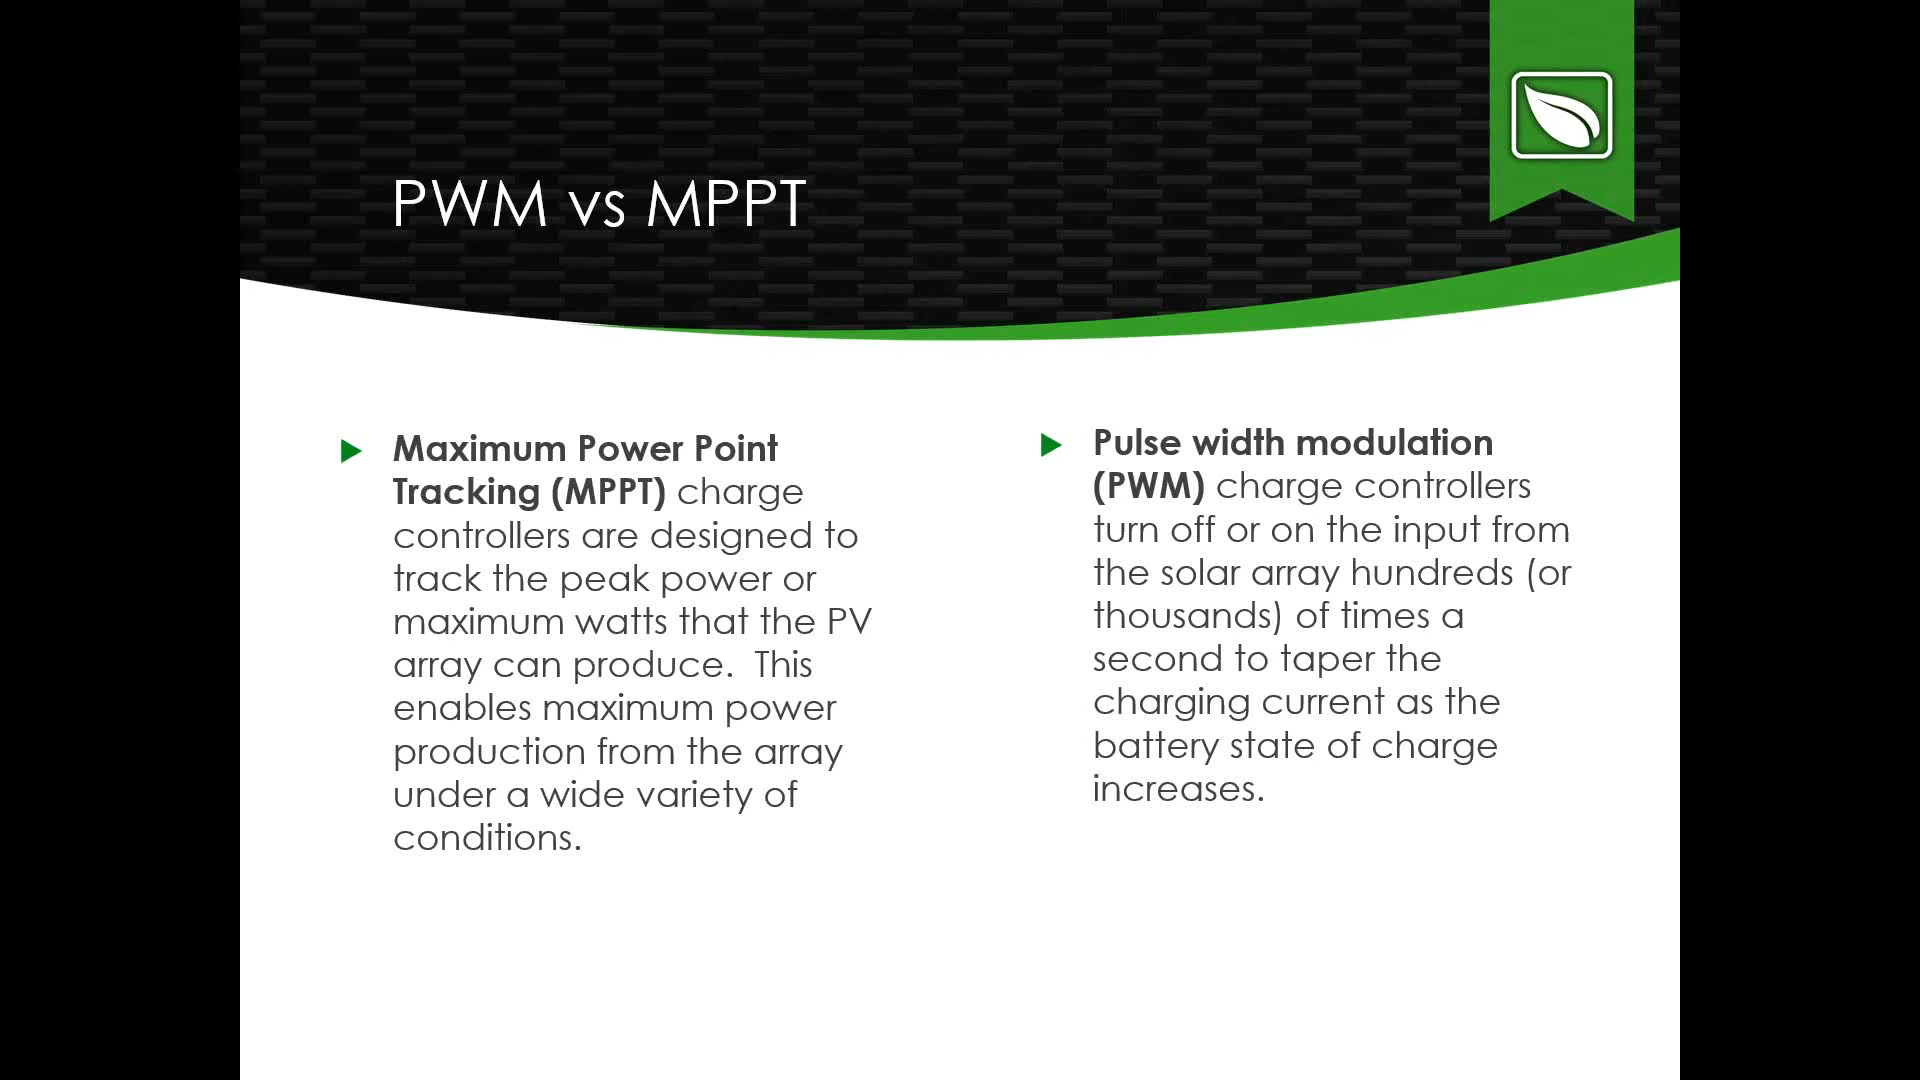 PWM vs MPPT
Maximum Power Point
Tracking (MPPT) charge
controllers are designed to
track the peak power or
maximum watts that the PV
array can produce.  This
enables maximum power
production from the array
under a wide variety of
conditions.
Pulse width modulation
(PWM) charge controllers
turn off or on the input from
the solar array hundreds (or
thousands) of times a
second to taper the
charging current as the
battery state of charge
increases.